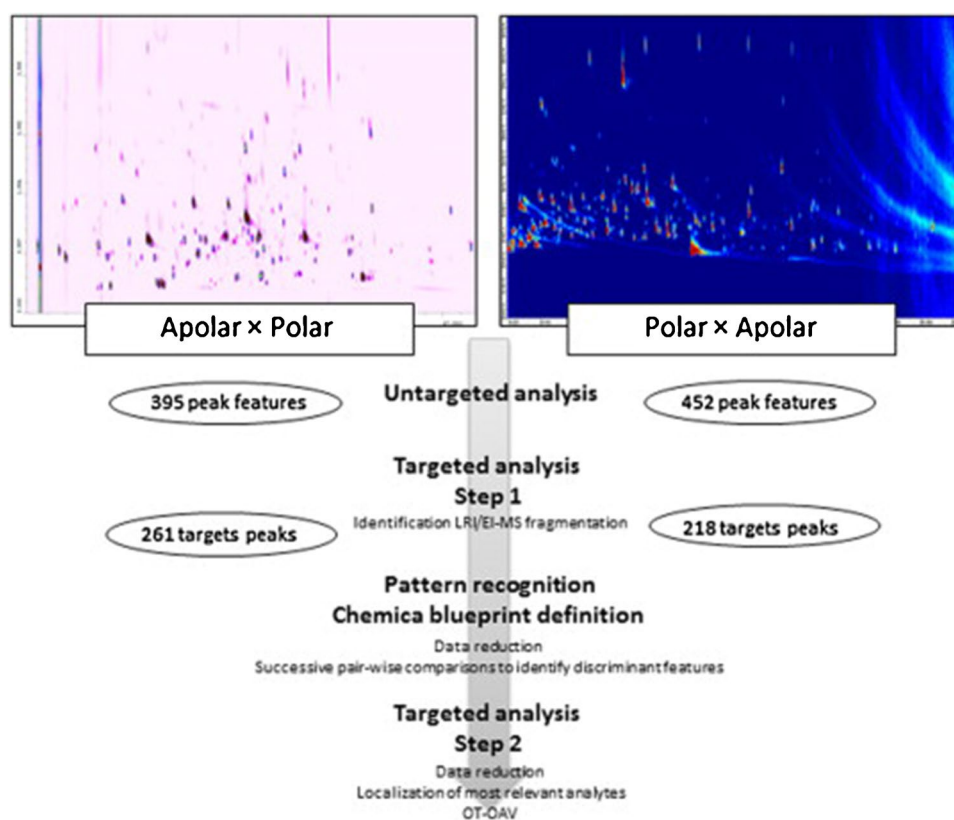 Apolar × Polar
Polar × Apolar
395 peak features
Untargeted analysis
452 peak features
Targeted analysis
Step 1
Identification LRI/EI-MS fragmentation
261 targets peaks
218 targets peaks
Pattern recognition
Chemica blueprint definition
Data reduction
Successive pair-wise comparisons to identify discriminant features
Targeted analysis
Step 2
Data reduction
Localization of most relevant analytes
OT-OAV